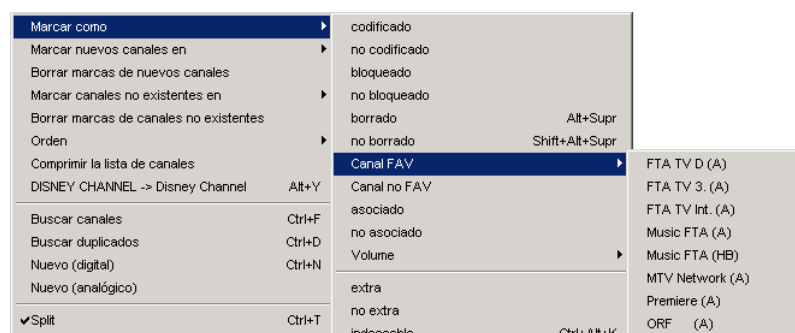 Marcar como
Marcar nuevos canales en
Borrar marcas de nuevos canales
Marcar canales no existentes en
Borrar marcas de canales no existentes
Orden
Comprimir la lista de canales
DISNEY CHANNEL -> Disney Channel Alt+Y
Buscar canales Ctrl+F
Buscar duplicados Ctrl+D
Nuevo (digital) Ctrl+N
Nuevo (analógico)
✔Split Ctrl+T
codificado
no codificado
bloqueado
no bloqueado
borrado Alt+Supr
no borrado Shift+Alt+Supr
Canal FAV
Canal no FAV
asociado
no asociado
Volume
extra
no extra
FTA TV D (A)
FTA TV 3. (A)
FTA TV Int. (A)
Music FTA (A)
Music FTA (HB)
MTV Network (A)
Premiere (A)
ORF (A)